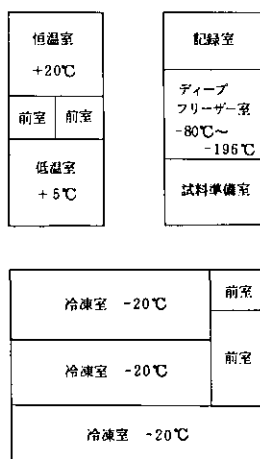 恒温室
+20℃
前室 前室
低温室
+5℃
記録室
ディープ
フリーザー室
-80℃〜
-196℃
試料準備室
冷凍室 -20℃
前室
冷凍室 -20℃
前室
冷凍室 -20℃